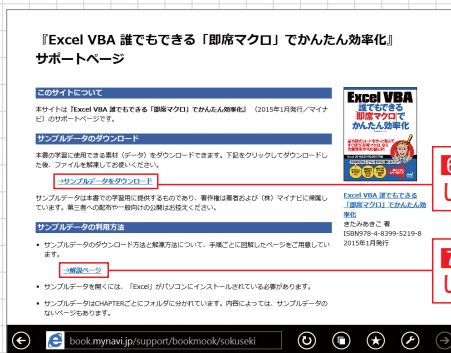 『Excel VBA 誰でもできる「即席マクロ」でかんたん効率化』
サポートページ
このサイトについて
本サイトは『Excel VBA 誰でもできる「即席マクロ」でかんたん効率化』（2015年1月発行／マイナ
ビ）のサポートページです。
サンプルデータのダウンロード
本書の学習に使用できる素材（データ）をダウンロードできます。下記をクリックしてダウンロードし
た後、ファイルを解凍してお使いください。
→サンプルデータをダウンロード
サンプルデータは本書での学習用に提供するものであり、著作権は著者および（株）マイナビに帰属し
ています。第三者への配布や一般向けの公開はお控えください。
サンプルデータの利用方法
• サンプルデータのダウンロード方法と解凍方法について、手順ごとに図解したページをご用意してい
ます。
→解説ページ
• サンプルデータを開くには、「Excel」がパソコンにインストールされている必要があります。
• サンプルデータはCHAPTERごとにフォルダに分かれています。内容によっては、サンプルデータの
ないページもあります。
Excel VBA
誰でもできる
即席マクロで
かんたん効率化
Excel VBA 誰でもできる
「即席マクロ」でかんたん効
率化
きたみあきこ 著
ISBN978-4-8399-5219-8
2015年1月発行
6
し
7
し
book.mynavi.jp/support/bookmook/sokuseki